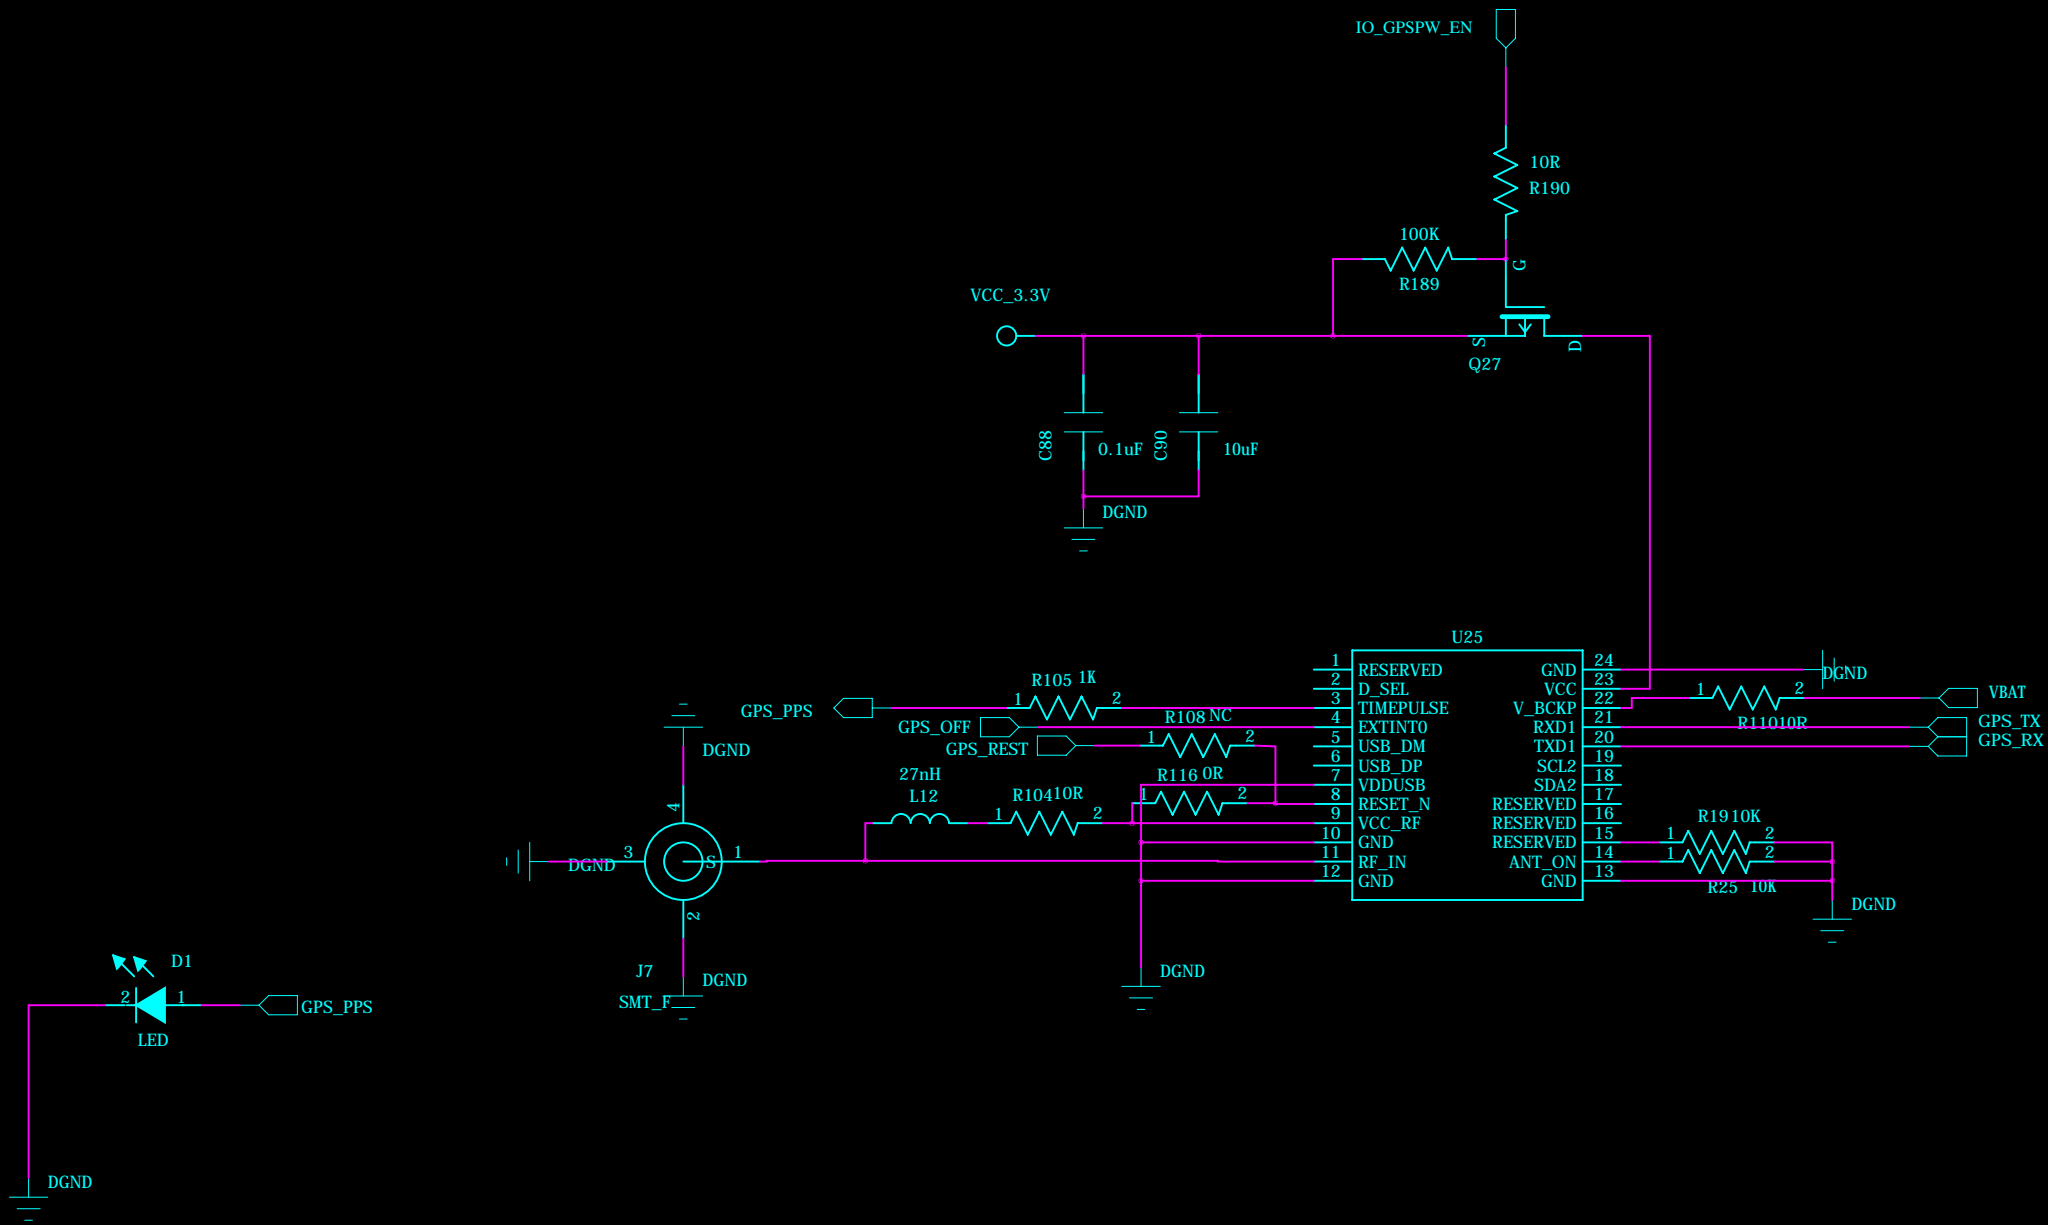 IO_GPSPW_EN
10R
R190
100K
R189
G
VCC_3.3V
S
D
Q27
C88
0.1uF
C90
10uF
DGND
U25
1 RESERVED
2 D_SEL
3 TIMEPULSE
4 EXTINT0
5 USB_DM
6 USB_DP
7 VDDUSB
8 RESET_N
9 VCC_RF
10 GND
11 RF_IN
12 GND
GND 24
VCC 23
V_BCKP 22
RXD1 21
TXD1 20
SCL2 19
SDA2 18
RESERVED 17
RESERVED 16
RESERVED 15
ANT_ON 14
GND 13
DGND
1 2
R110 10R
VBAT
GPS_TX
GPS_RX
R105 1K
GPS_PPS
1 2
GPS_OFF
R108 NC
GPS_REST
1 2
R116 0R
1 2
27nH
L12
R104 10R
1 2
R19 10K
1 2
1 2
R25 10K
DGND
DGND
4
DGND 3
S 1
2
J7
SMT_F
DGND
DGND
D1
2 1
GPS_PPS
LED
DGND